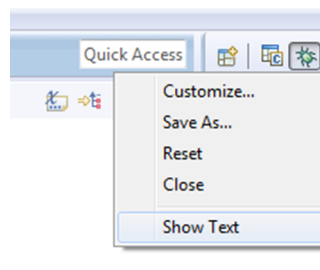 Quick Access
Customize...
Save As...
Reset
Close
Show Text